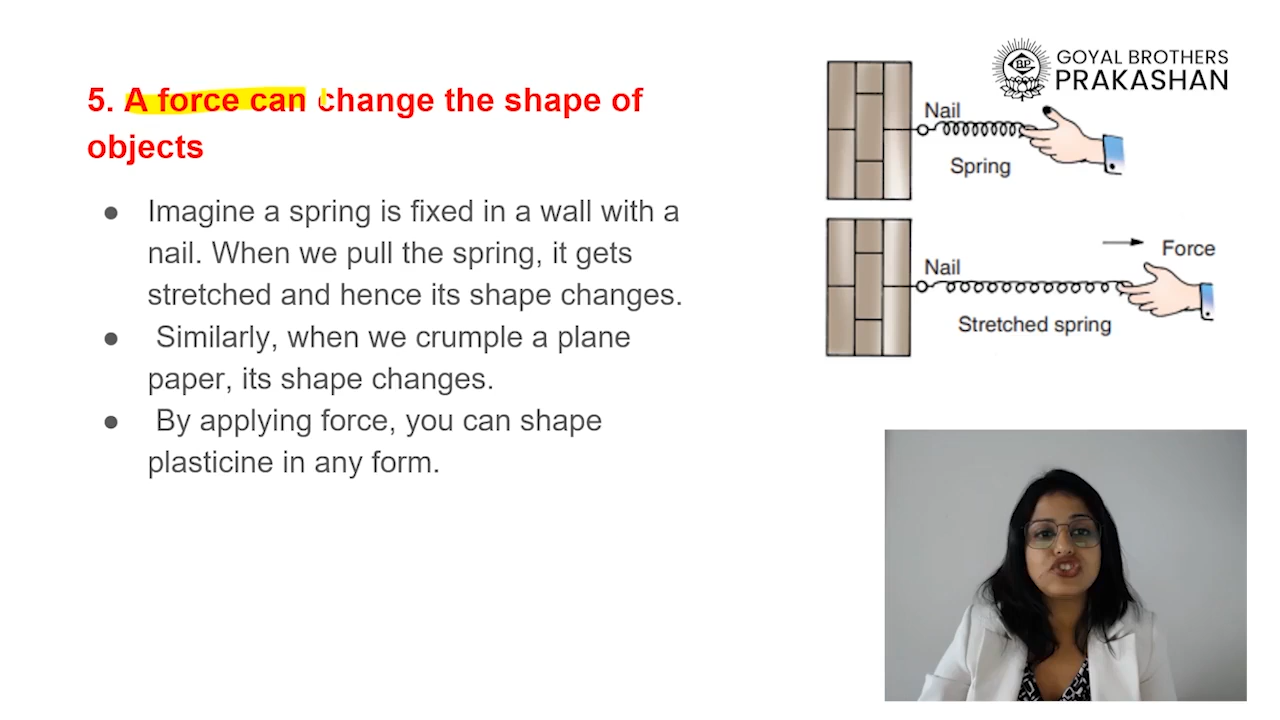 5. A force can change the shape of
objects
● Imagine a spring is fixed in a wall with a
nail. When we pull the spring, it gets
stretched and hence its shape changes.
● Similarly, when we crumple a plane
paper, its shape changes.
● By applying force, you can shape
plasticine in any form.
GOYAL BROTHERS
PRAKASHAN
Nail
Spring
Force
Nail
Stretched spring